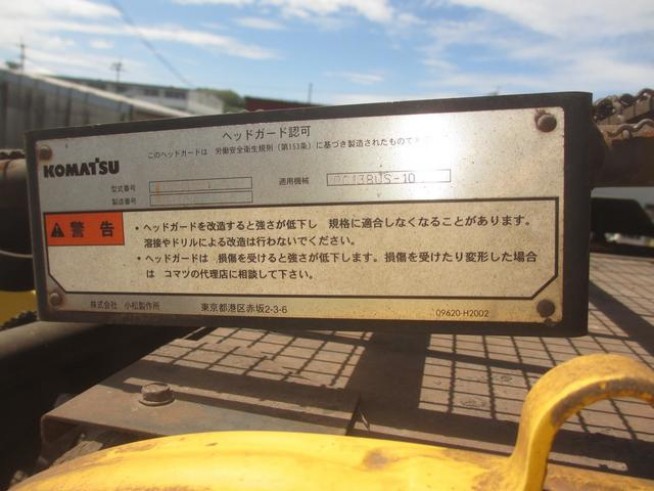 ヘッドガード認可
このヘッドガードは 労働安全衛生規則(第153条)に基づき製造されたもので
KOMATSU
型式番号
適用機械 PC138US-10
製造番号
警告
・ヘッドガードを改造すると強さが低下し 規格に適合しなくなることがあります。
溶接やドリルによる改造は行わないでください。
・ヘッドガードは 損傷を受けると強さが低下します。損傷を受けたり変形した場合
は コマツの代理店に相談して下さい。
株式会社 小松製作所 東京都港区赤坂2-3-6 09620-H2002